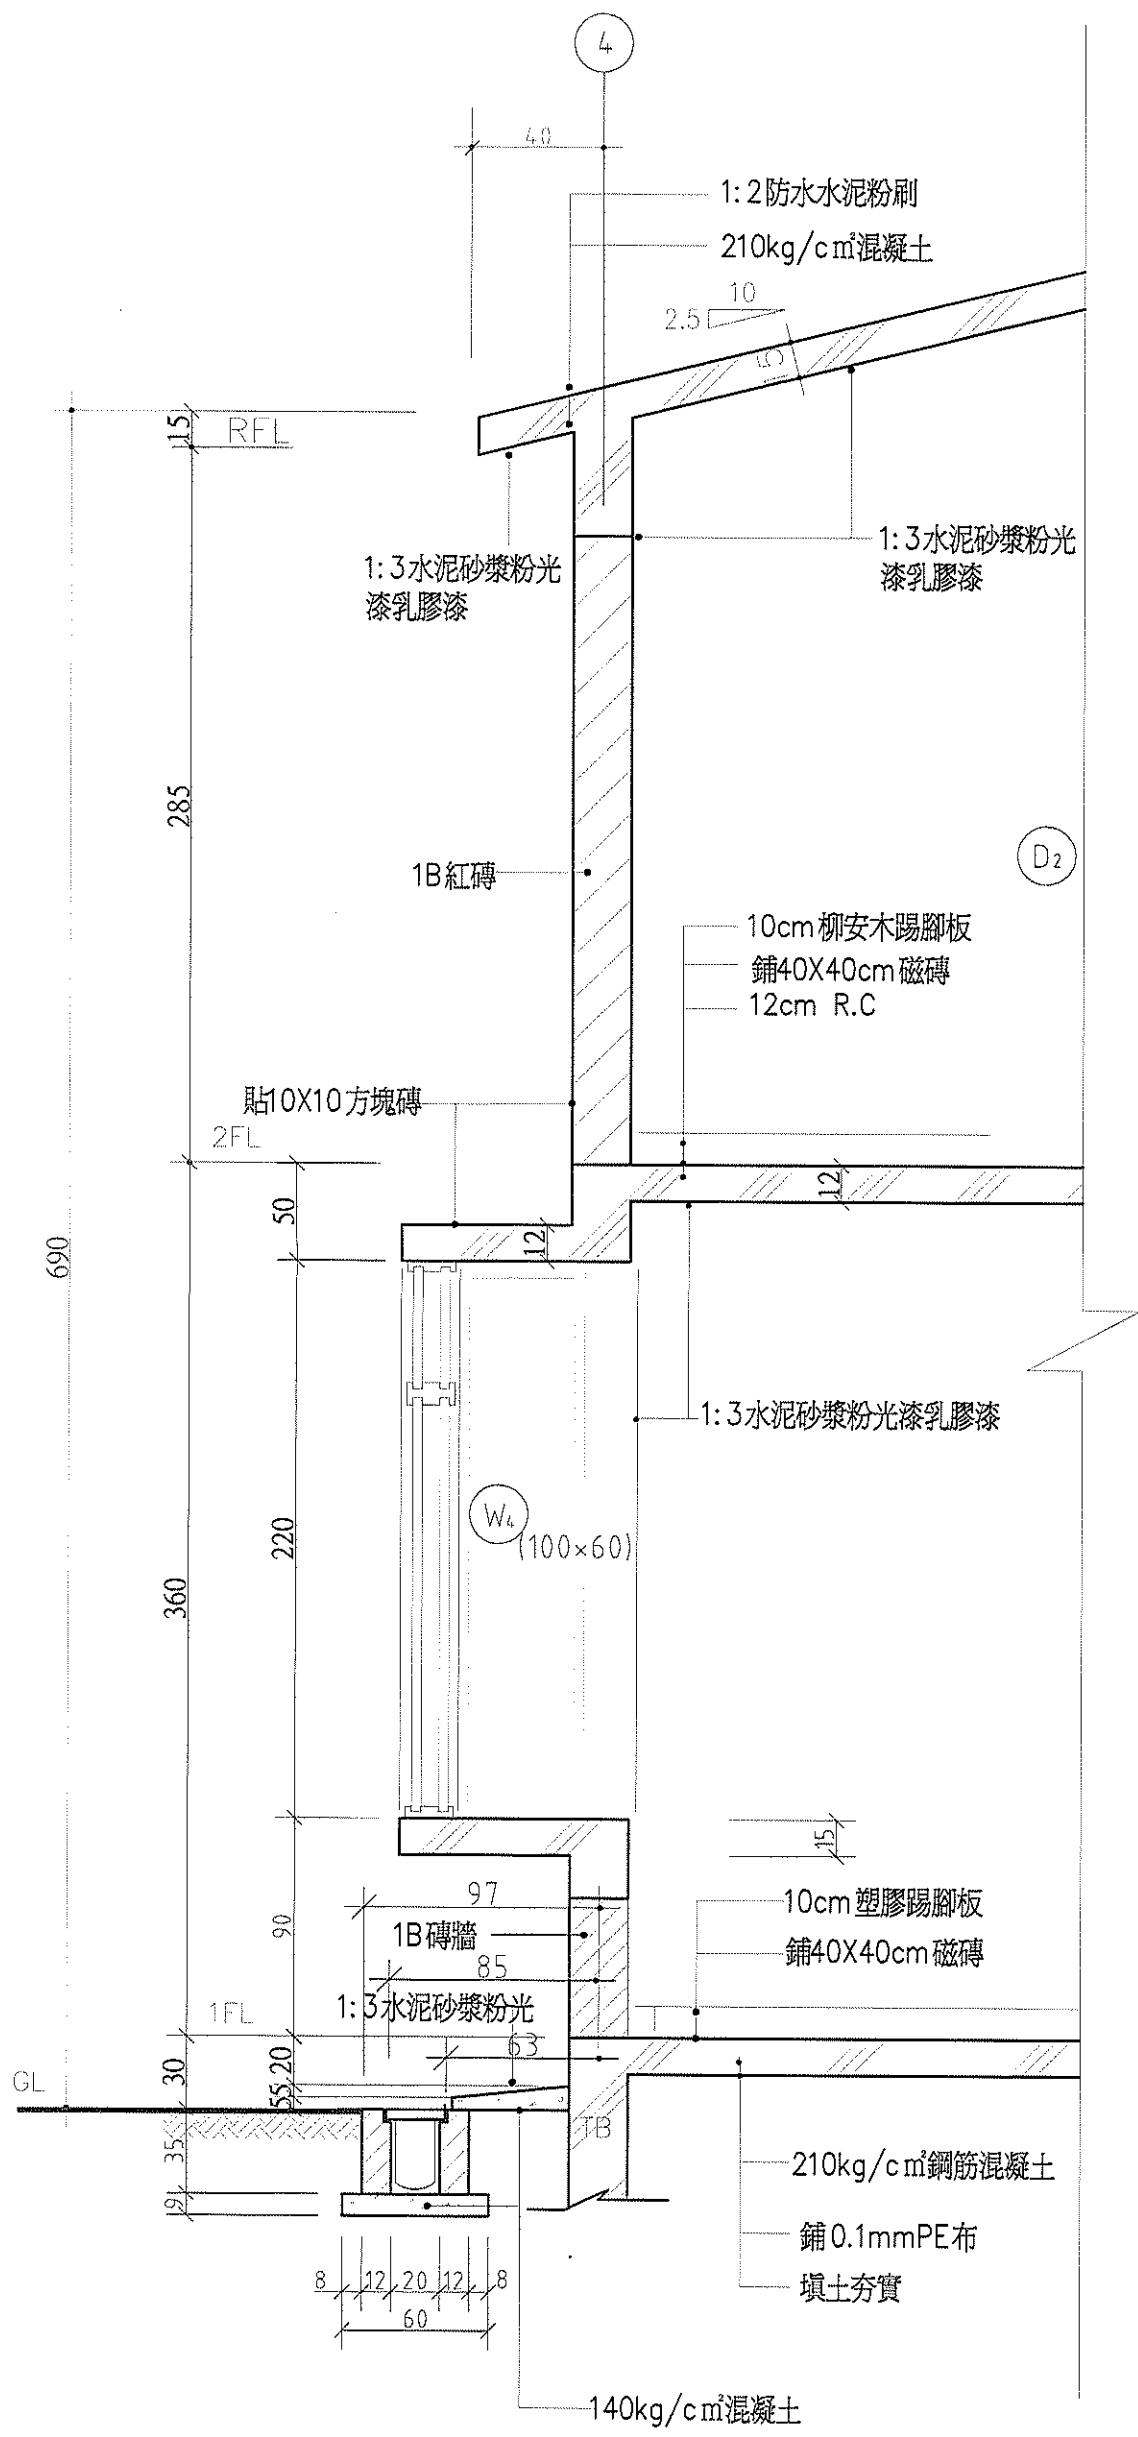 4
40
1:2防水水泥粉刷
210kg/c㎡混凝土
10
2.5
15
15
RFL
1:3水泥砂漿粉光
漆乳膠漆
1:3水泥砂漿粉光
漆乳膠漆
285
1B紅磚
D2
10cm柳安木踢腳板
鋪40X40cm磁磚
12cm R.C
貼10X10方塊磚
2FL
12
50
12
690
1:3水泥砂漿粉光漆乳膠漆
W4
(100×60)
220
360
15
97
10cm塑膠踢腳板
90
1B磚牆
鋪40X40cm磁磚
85
1:3水泥砂漿粉光
1FL
63
20
30
GL
5
5
TB
35
9
210kg/c㎡鋼筋混凝土
鋪0.1mmPE布
填土夯實
8
12
20
12
8
60
140kg/c㎡混凝土